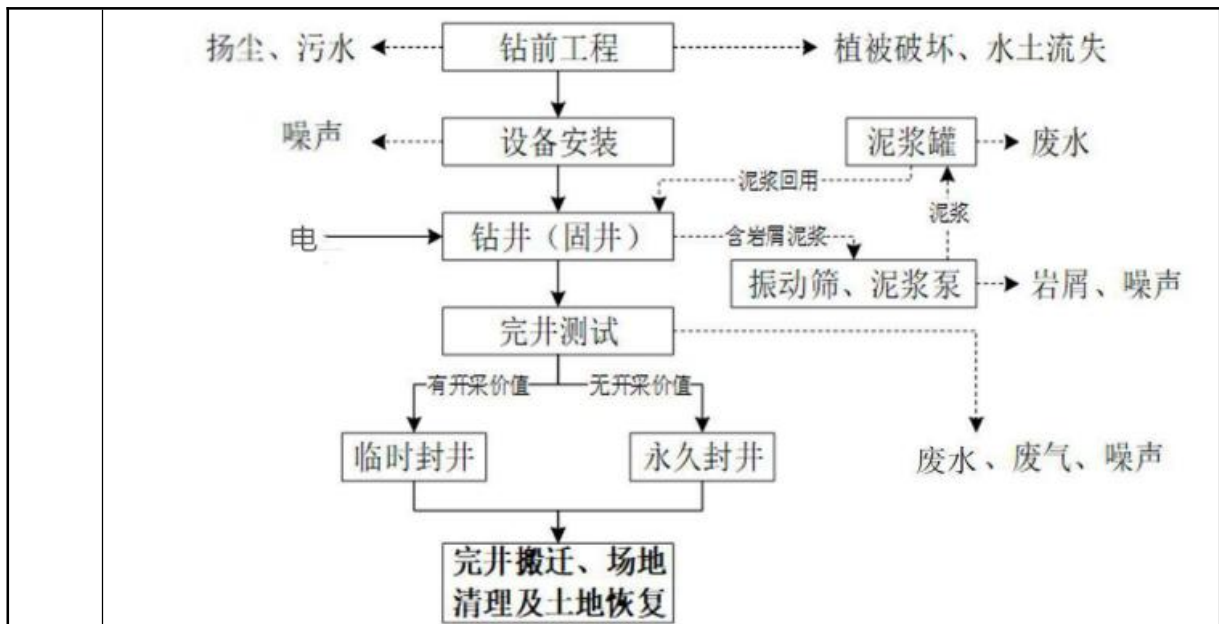 扬尘、污水
钻前工程
植被破坏、水土流失
噪声
设备安装
泥浆罐
废水
泥浆回用
泥浆
电
钻井（固井）
含岩屑泥浆
振动筛、泥浆泵
岩屑、噪声
完井测试
有开采价值
无开采价值
临时封井
永久封井
废水、废气、噪声
完井搬迁、场地
清理及土地恢复